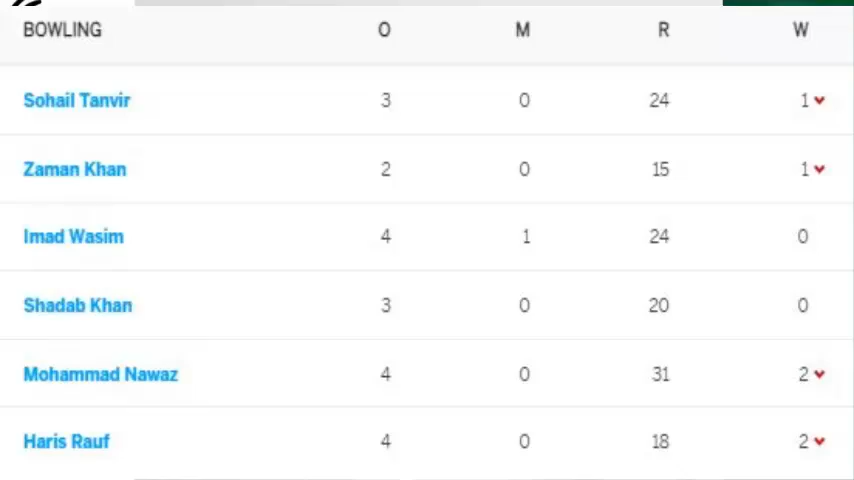 BOWLING O M R W
Sohail Tanvir 3 0 24 1
Zaman Khan 2 0 15 1
Imad Wasim 4 1 24 0
Shadab Khan 3 0 20 0
Mohammad Nawaz 4 0 31 2
Haris Rauf 4 0 18 2